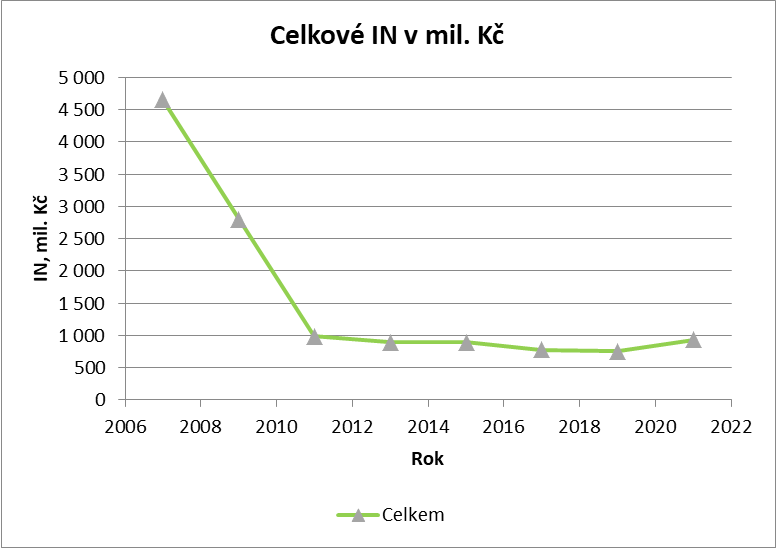 Celkové IN v mil. Kč
5 000
4 500
4 000
3 500
3 000
2 500
2 000
1 500
1 000
500
0
IN, mil. Kč
2006 2008 2010 2012 2014 2016 2018 2020 2022
Rok
Celkem